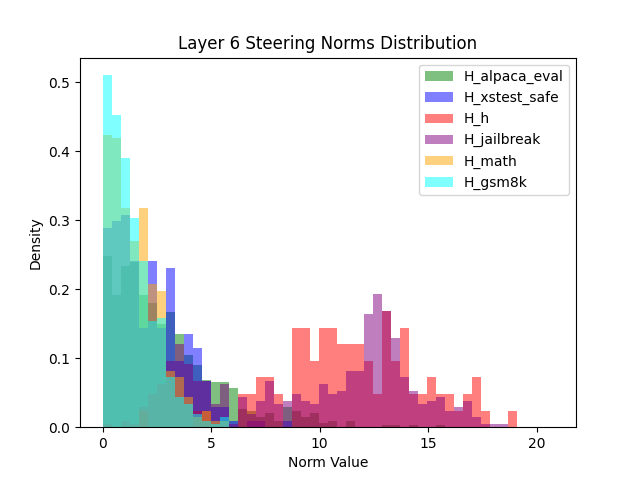 Layer 6 Steering Norms Distribution
H_alpaca_eval
H_xstest_safe
H_h
H_jailbreak
H_math
H_gsm8k
Density
0.5
0.4
0.3
0.2
0.1
0.0
0 5 10 15 20
Norm Value